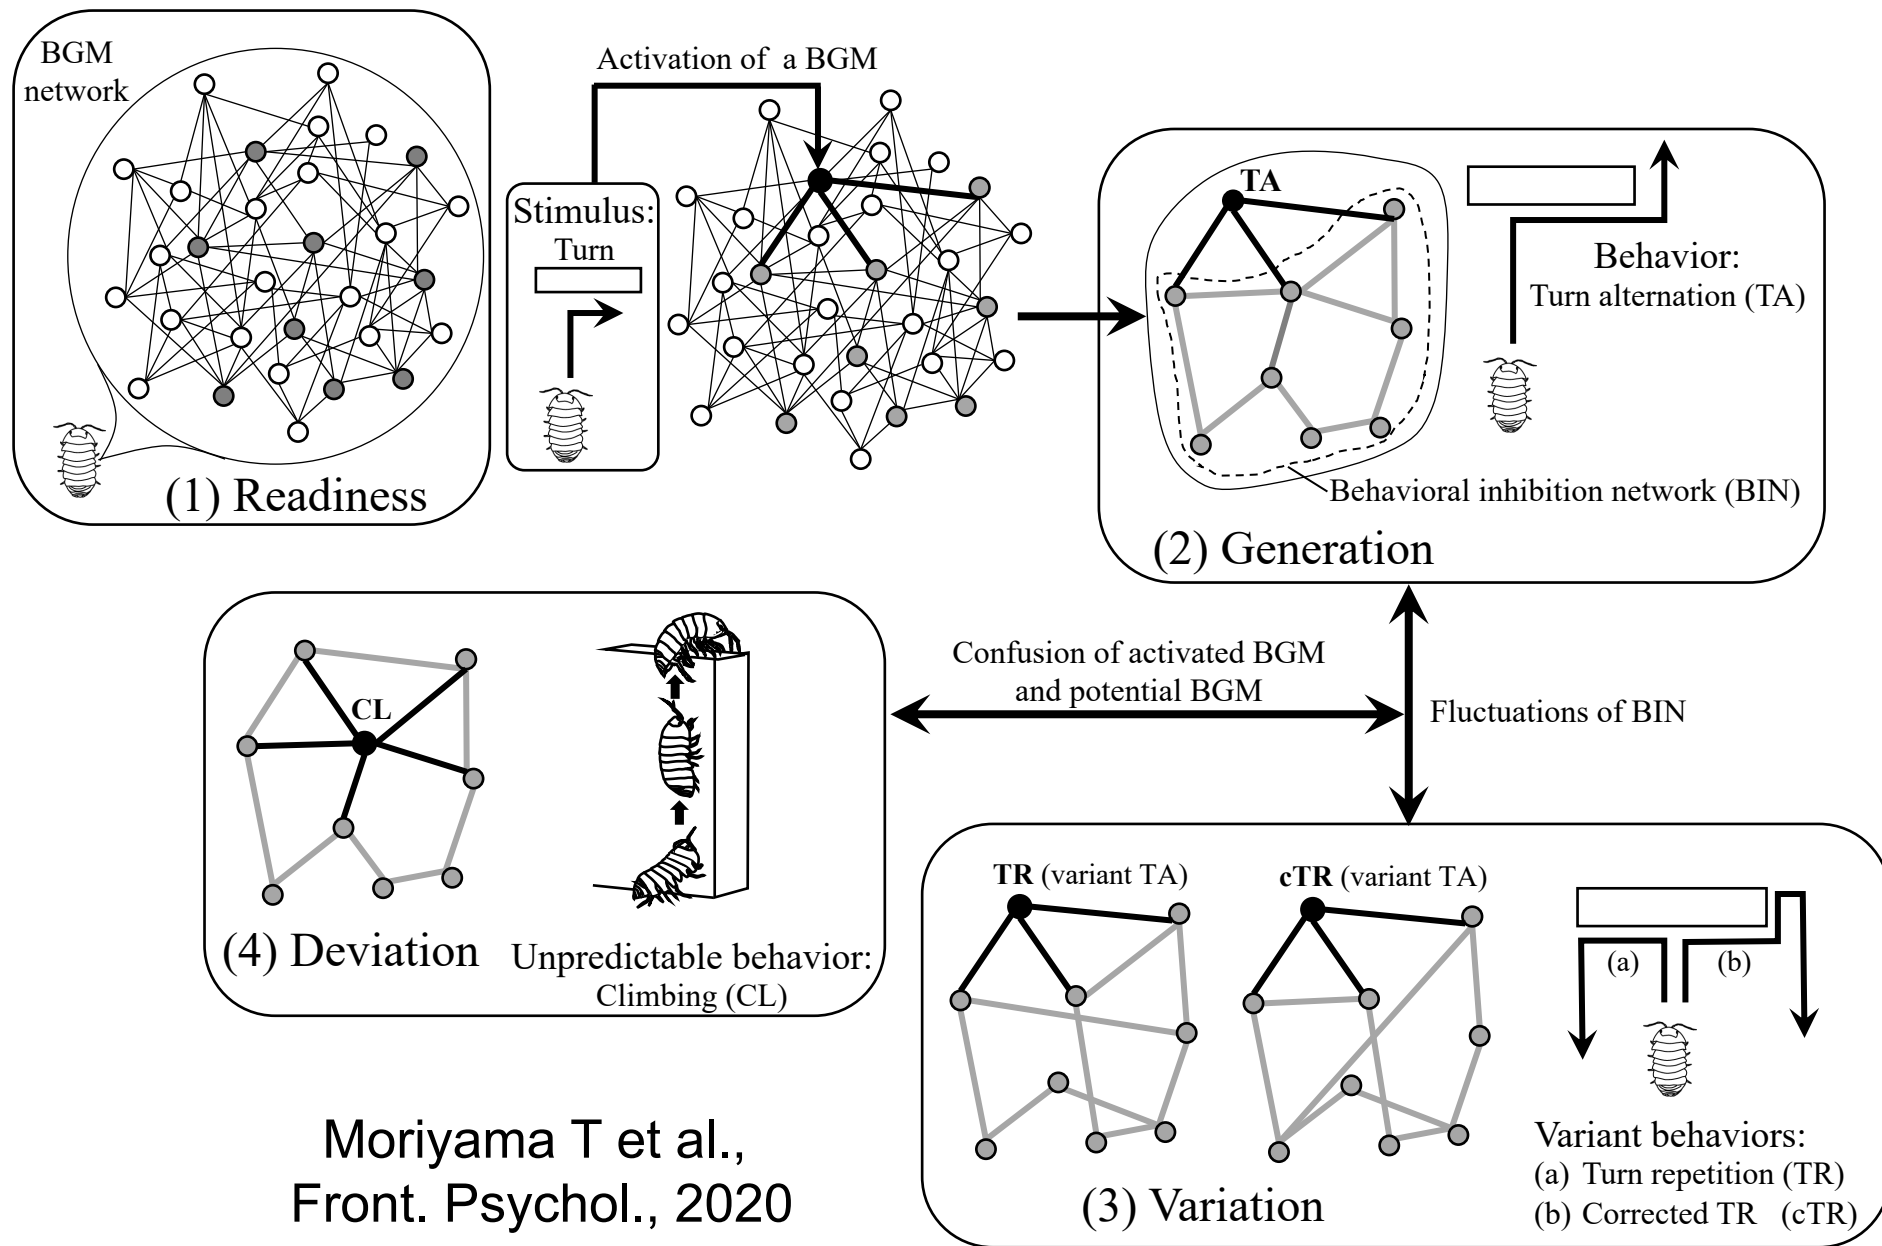 BGM
network
(1) Readiness
Activation of a BGM
Stimulus:
Turn
TA
Behavior:
Turn alternation (TA)
Behavioral inhibition network (BIN)
(2) Generation
Confusion of activated BGM
and potential BGM
Fluctuations of BIN
CL
(4) Deviation
Unpredictable behavior:
Climbing (CL)
TR (variant TA)
cTR (variant TA)
(a)
(b)
Variant behaviors:
(a) Turn repetition (TR)
(b) Corrected TR (cTR)
(3) Variation
Moriyama T et al.,
Front. Psychol., 2020